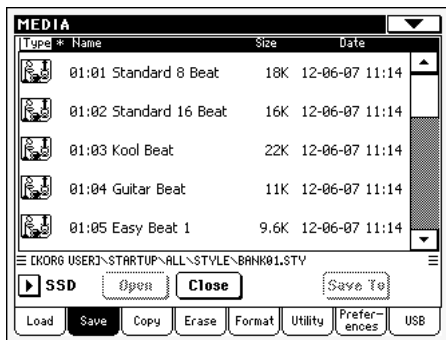 MEDIA
Type * Name Size Date
01:01 Standard 8 Beat 18K 12-06-07 11:14
01:02 Standard 16 Beat 16K 12-06-07 11:14
01:03 Kool Beat 22K 12-06-07 11:14
01:04 Guitar Beat 11K 12-06-07 11:14
01:05 Easy Beat 1 9.6K 12-06-07 11:14
[KORG USER]\STARTUP\ALL\STYLE\BANK01.STY
SSD Open Close Save To
Load Save Copy Erase Format Utility Prefer-
ences USB